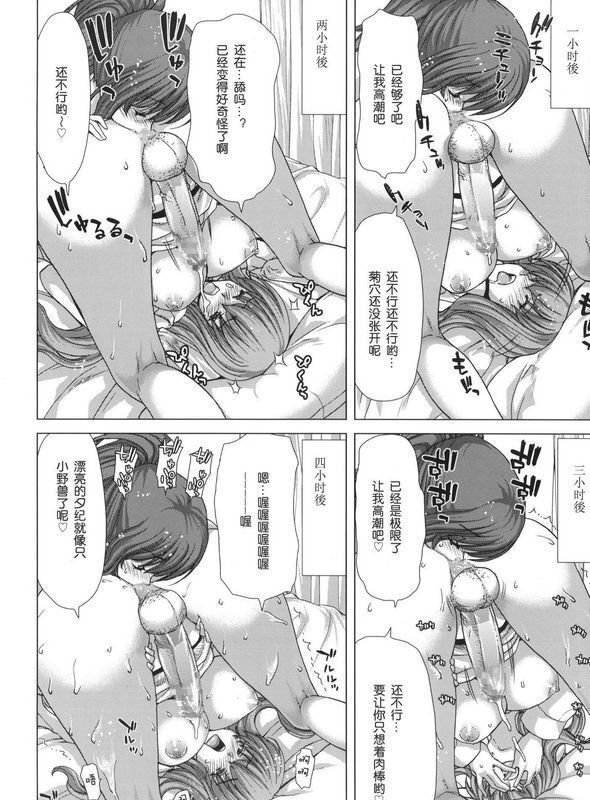 一小时後
已经够了吧
让我高潮吧
还不行还不行哟…
菊穴还没张开呢
两小时後
还在…舔吗…?
已经变得好奇怪了啊
还不行哟~♡
三小时後
已经是极限了
让我高潮吧♡
还不行…
要让你只想着肉棒哟
四小时後
嗯…喔喔喔喔喔喔
————喔
漂亮的夕纪就像只
小野兽了呢♡
啊
啊
唔